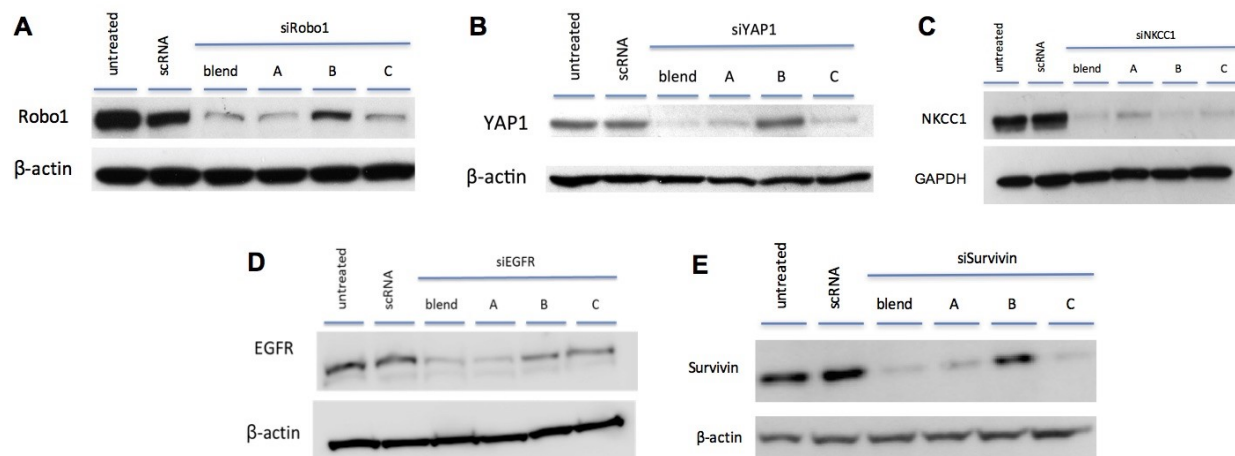 A
untreated
scRNA
siRobo1
blend A B C
Robo1
β-actin
B
untreated
scRNA
siYAP1
blend A B C
YAP1
β-actin
C
untreated
scRNA
siNKCC1
blend A B C
NKCC1
GAPDH
D
untreated
scRNA
siEGFR
blend A B C
EGFR
β-actin
E
untreated
scRNA
siSurvivin
blend A B C
Survivin
β-actin